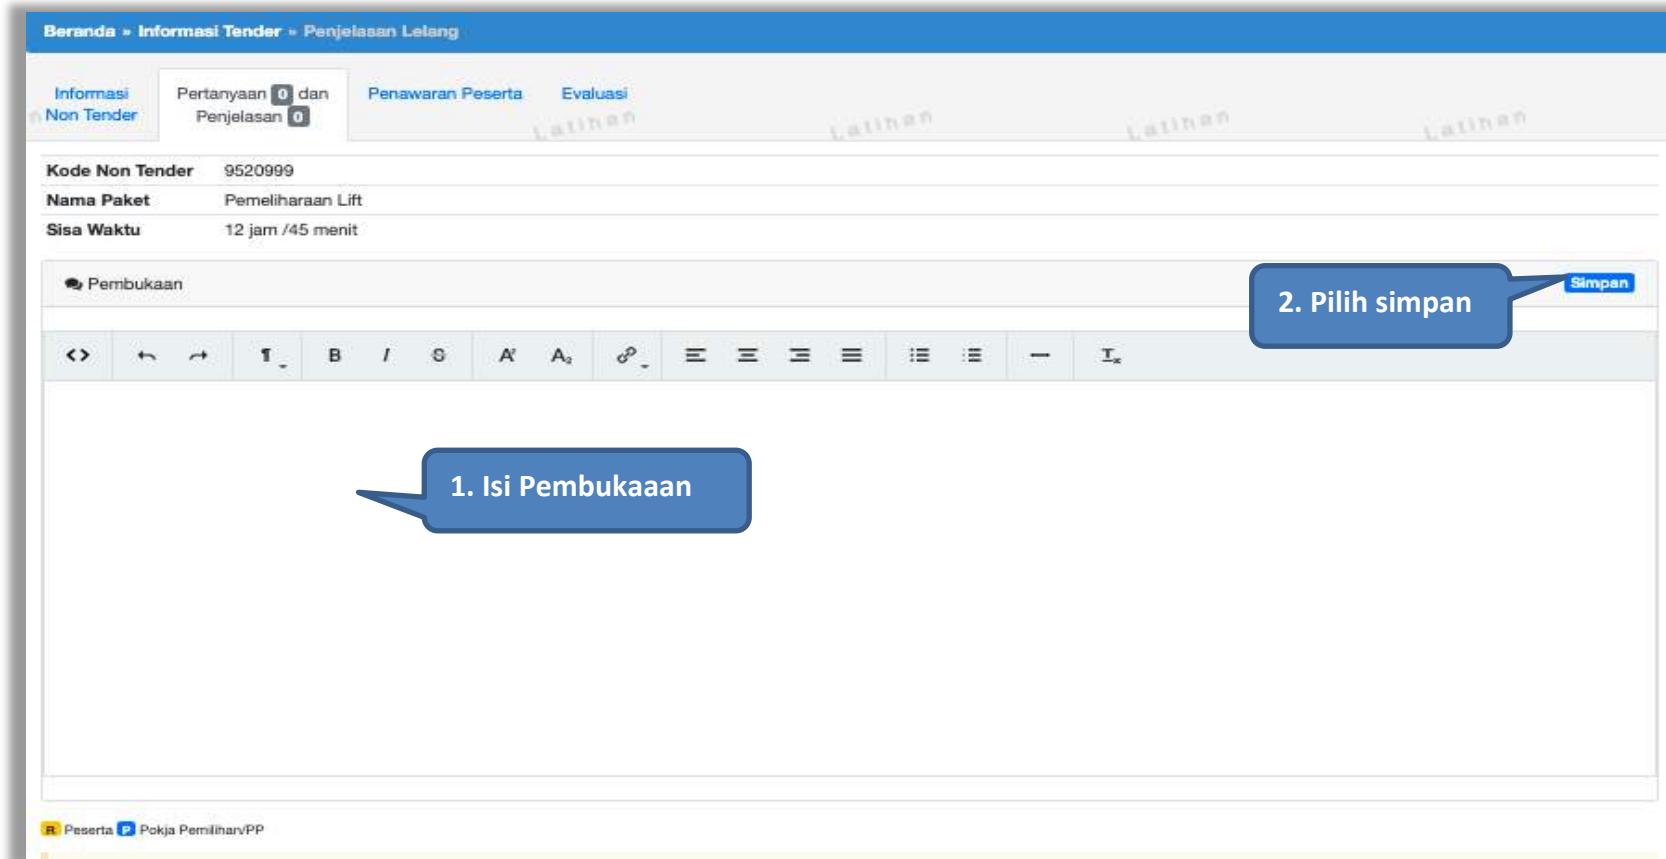 Beranda » Informasi Tender » Penjelasan Lelang
Informasi
Non Tender
Pertanyaan 0 dan
Penjelasan 0
Penawaran Peserta
Evaluasi
Latihan Latihan Latihan Latihan
Kode Non Tender 9520999
Nama Paket Pemeliharaan Lift
Sisa Waktu 12 jam /45 menit
Pembukaan
2. Pilih simpan
Simpan
1. Isi Pembukaaan
R Peserta P Pokja Pemilihan/PP